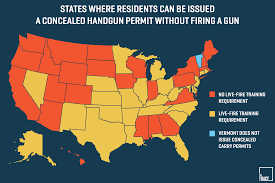 STATES WHERE RESIDENTS CAN BE ISSUED
A CONCEALED HANDGUN PERMIT WITHOUT FIRING A GUN
NO LIVE-FIRE TRAINING
REQUIREMENT
LIVE-FIRE TRAINING
REQUIREMENT
VERMONT DOES NOT
ISSUE CONCEALED
CARRY PERMITS
TRACE